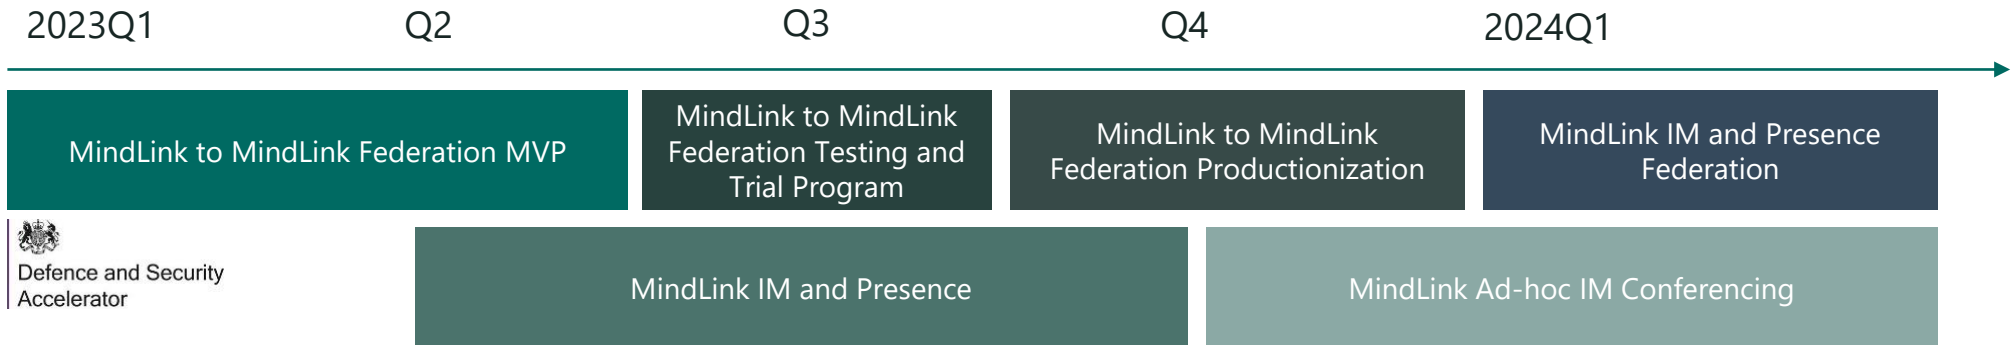 2023Q1 Q2 Q3 Q4 2024Q1
MindLink to MindLink Federation MVP
MindLink to MindLink
Federation Testing and
Trial Program
MindLink to MindLink
Federation Productionization
MindLink IM and Presence
Federation
Defence and Security
Accelerator
MindLink IM and Presence
MindLink Ad-hoc IM Conferencing